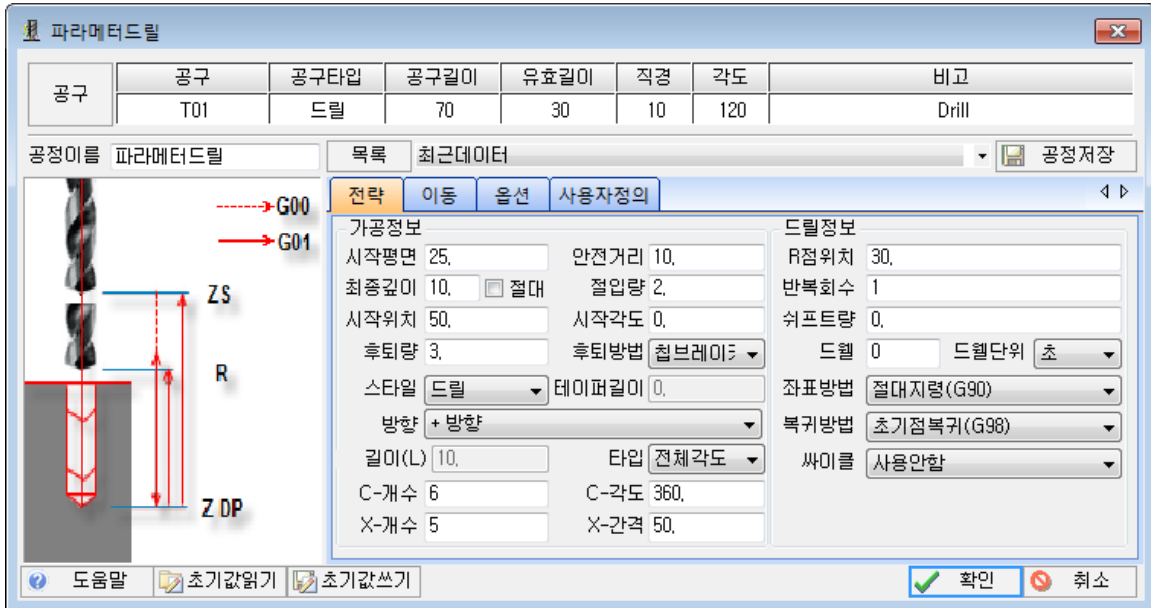 파라메터드릴
공구 공구 공구타입 공구길이 유효길이 직경 각도 비고
T01 드릴 70 30 10 120 Drill
공정이름 파라메터드릴 목록 최근데이터 공정저장
전략 이동 옵션 사용자정의
G00
G01
ZS
R
Z DP
가공정보
시작평면 25, 안전거리 10,
최종깊이 10, 절대 절입량 2,
시작위치 50, 시작각도 0,
후퇴량 3, 후퇴방법 칩브레이
스타일 드릴 테이퍼길이 0,
방향 + 방향
길이(L) 10, 타입 전체각도
C-개수 6 C-각도 360,
X-개수 5 X-간격 50,
드릴정보
R점위치 30,
반복회수 1
쉬프트량 0,
드웰 0 드웰단위 초
좌표방법 절대지령(G90)
복귀방법 초기점복귀(G98)
싸이클 사용안함
도움말 초기값읽기 초기값쓰기 확인 취소